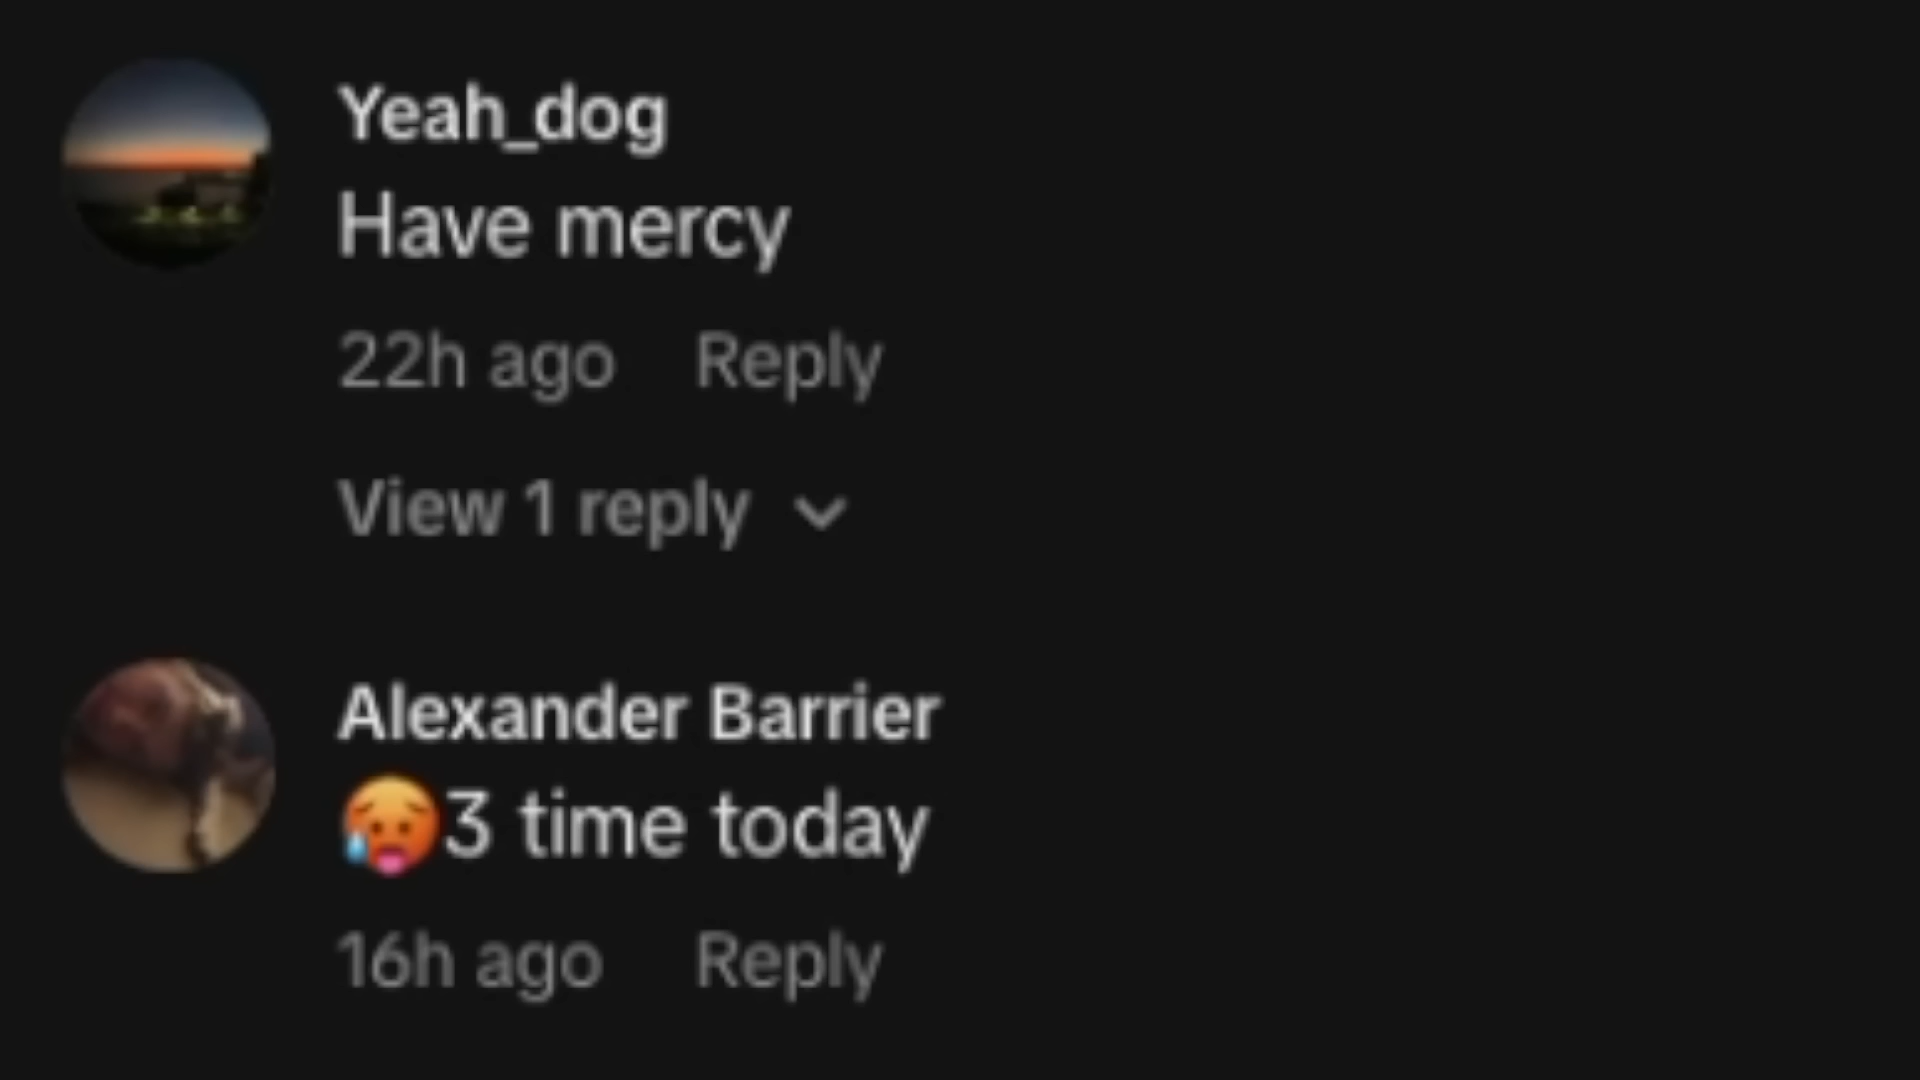 Yeah_dog
Have mercy
22h ago Reply
View 1 reply
Alexander Barrier
🥵3 time today
16h ago Reply